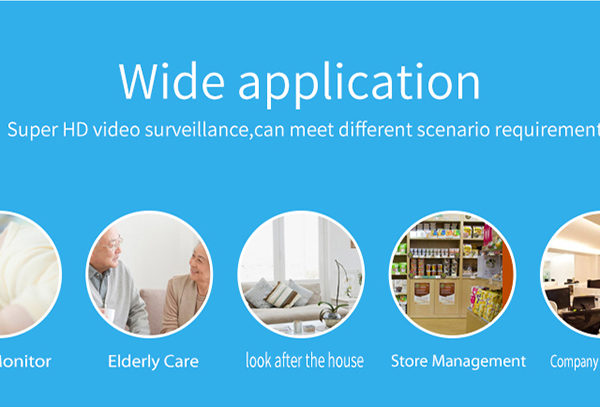 Wide application
Super HD video surveillance,can meet different scenario requirement
Monitor
Elderly Care
look after the house
Store Management
Company